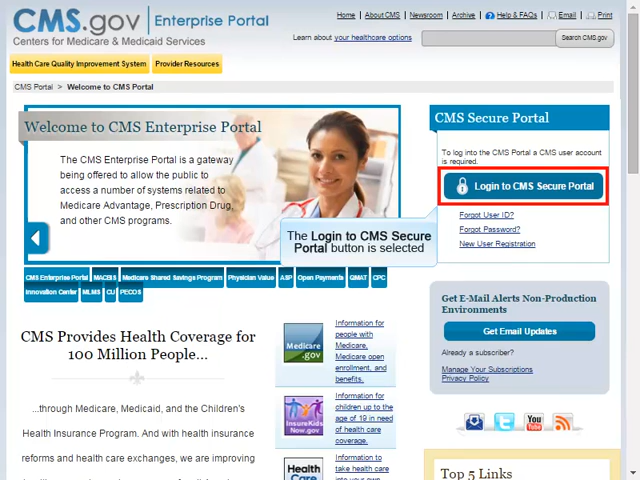 CMS.gov Enterprise Portal
Centers for Medicare & Medicaid Services
Home | About CMS | Newsroom | Archive | Help & FAQs | Email | Print
Learn about your healthcare options
Search CMS.gov
Health Care Quality Improvement System
Provider Resources
CMS Portal > Welcome to CMS Portal
Welcome to CMS Enterprise Portal
The CMS Enterprise Portal is a gateway
being offered to allow the public to
access a number of systems related to
Medicare Advantage, Prescription Drug,
and other CMS programs.
CMS Secure Portal
To log into the CMS Portal a CMS user account
is required.
Login to CMS Secure Portal
Forgot User ID?
Forgot Password?
New User Registration
The Login to CMS Secure
Portal button is selected
CMS Enterprise Portal MACBIS Medicare Shared Savings Program Physician Value ASP Open Payments QMAT CPC
Innovation Center MLMS CU PECOS
Get E-Mail Alerts Non-Production
Environments
Get Email Updates
Already a subscriber?
Manage Your Subscriptions
Privacy Policy
CMS Provides Health Coverage for
100 Million People...
...through Medicare, Medicaid, and the Children's
Health Insurance Program. And with health insurance
reforms and health care exchanges, we are improving
Medicare
.gov
Information for
people with
Medicare,
Medicare open
enrollment, and
benefits.
InsureKids
Now.gov
Information for
children up to the
age of 19 in need
of health care
coverage.
Health
Care
Information to
take health care
You
Tube
Top 5 Links